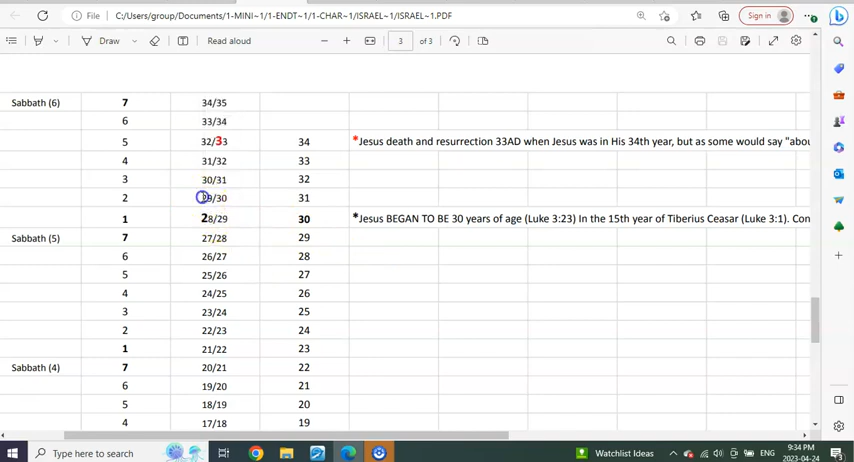 File
C:/Users/group/Documents/1-MINI~1/1-ENDT~1/1-CHAR~1/ISRAEL~1/ISRAEL~1.PDF
Sign in
Draw
Read aloud
3
of 3
Sabbath (6) 7 34/35
6 33/34
5 32/33 34 *Jesus death and resurrection 33AD when Jesus was in His 34th year, but as some would say "abou
4 31/32 33
3 30/31 32
2 29/30 31
1 28/29 30 *Jesus BEGAN TO BE 30 years of age (Luke 3:23) In the 15th year of Tiberius Ceasar (Luke 3:1). Con
Sabbath (5) 7 27/28 29
6 26/27 28
5 25/26 27
4 24/25 26
3 23/24 25
2 22/23 24
1 21/22 23
Sabbath (4) 7 20/21 22
6 19/20 21
5 18/19 20
4 17/18 19
Type here to search
Watchlist Ideas
9:34 PM
2023-04-24
3